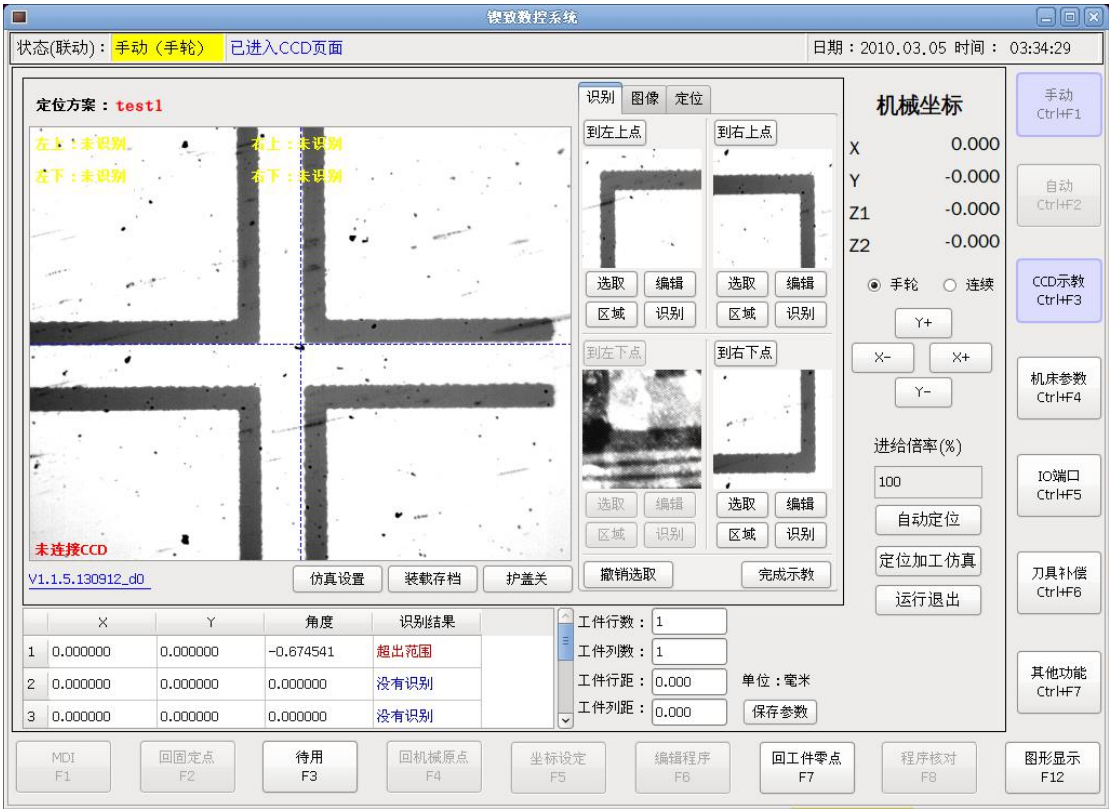 锲致数控系统
状态(联动)：手动（手轮） 已进入CCD页面 日期：2010.03.05 时间： 03:34:29
定位方案：test1
左上：未识别 右上：未识别
左下：未识别 右下：未识别
未连接CCD
V1.1.5.130912_d0 仿真设置 装载存档 护盖关
识别 图像 定位
到左上点 到右上点
选取 编辑 选取 编辑
区域 识别 区域 识别
到左下点 到右下点
选取 编辑 选取 编辑
区域 识别 区域 识别
撤销选取 完成示教
机械坐标
X 0.000
Y -0.000
Z1 -0.000
Z2 -0.000
手轮 连续
Y+
X- X+
Y-
进给倍率(%)
100
自动定位
定位加工仿真
运行退出
手动
Ctrl+F1
自动
Ctrl+F2
CCD示教
Ctrl+F3
机床参数
Ctrl+F4
IO端口
Ctrl+F5
刀具补偿
Ctrl+F6
其他功能
Ctrl+F7
X Y 角度 识别结果
1 0.000000 0.000000 -0.674541 超出范围
2 0.000000 0.000000 0.000000 没有识别
3 0.000000 0.000000 0.000000 没有识别
工件行数：1
工件列数：1
工件行距：0.000 单位：毫米
工件列距：0.000 保存参数
MDI
F1
回固定点
F2
待用
F3
回机械原点
F4
坐标设定
F5
编辑程序
F6
回工件零点
F7
程序核对
F8
图形显示
F12